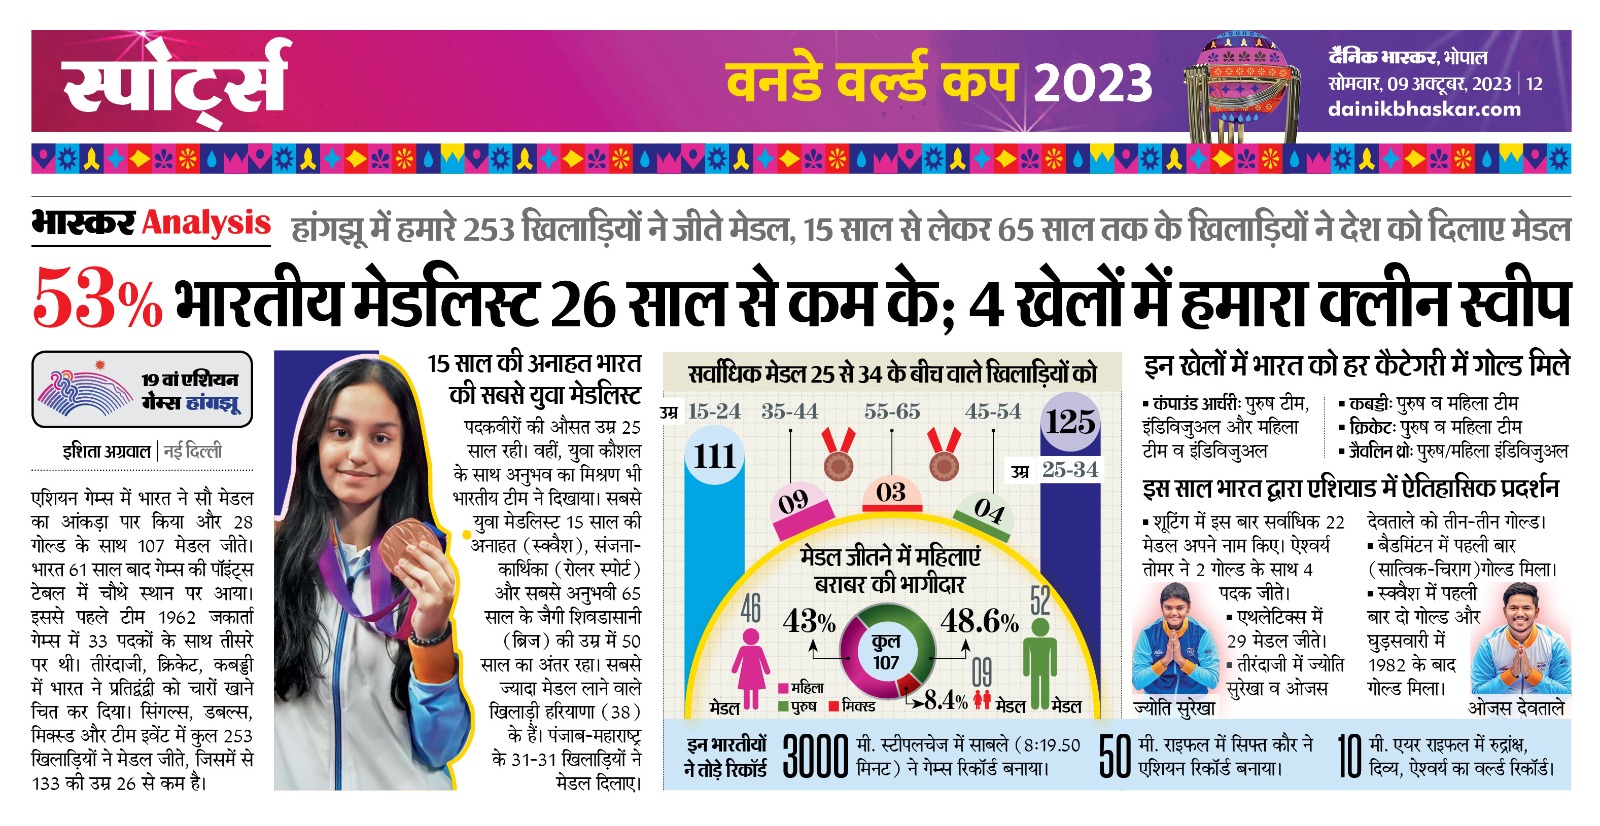 स्पोर्ट्स
वनडे वर्ल्ड कप 2023
दैनिक भास्कर, भोपाल
सोमवार, 09 अक्टूबर, 2023 | 12
dainikbhaskar.com
भास्कर Analysis
हांगझू में हमारे 253 खिलाड़ियों ने जीते मेडल, 15 साल से लेकर 65 साल तक के खिलाड़ियों ने देश को दिलाए मेडल
53% भारतीय मेडलिस्ट 26 साल से कम के; 4 खेलों में हमारा क्लीन स्वीप
19 वां एशियन
गेम्स हांगझू
इशिता अग्रवाल | नई दिल्ली
एशियन गेम्स में भारत ने सौ मेडल
का आंकड़ा पार किया और 28
गोल्ड के साथ 107 मेडल जीते।
भारत 61 साल बाद गेम्स की पॉइंट्स
टेबल में चौथे स्थान पर आया।
इससे पहले टीम 1962 जकार्ता
गेम्स में 33 पदकों के साथ तीसरे
पर थी। तीरंदाजी, क्रिकेट, कबड्डी
में भारत ने प्रतिद्वंद्वी को चारों खाने
चित कर दिया। सिंगल्स, डबल्स,
मिक्स्ड और टीम इवेंट में कुल 253
खिलाड़ियों ने मेडल जीते, जिसमें से
133 की उम्र 26 से कम है।
15 साल की अनाहत भारत
की सबसे युवा मेडलिस्ट
पदकवीरों की औसत उम्र 25
साल रही। वहीं, युवा कौशल
के साथ अनुभव का मिश्रण भी
भारतीय टीम ने दिखाया। सबसे
युवा मेडलिस्ट 15 साल की
अनाहत (स्क्वैश), संजना-
कार्थिका (रोलर स्पोर्ट)
और सबसे अनुभवी 65
साल के जैगी शिवडासानी
(ब्रिज) की उम्र में 50
साल का अंतर रहा। सबसे
ज्यादा मेडल लाने वाले
खिलाड़ी हरियाणा (38)
के हैं। पंजाब-महाराष्ट्र
के 31-31 खिलाड़ियों ने
मेडल दिलाए।
सर्वाधिक मेडल 25 से 34 के बीच वाले खिलाड़ियों को
उम्र 15-24 35-44 55-65 45-54 125
111
उम्र 25-34
09 03 04
मेडल जीतने में महिलाएं
बराबर की भागीदार
46 43% कुल 107 48.6% 52
09
8.4%
महिला
पुरुष मिक्स्ड
मेडल मेडल मेडल
इन खेलों में भारत को हर कैटेगरी में गोल्ड मिले
▪ कंपाउंड आर्चरी: पुरुष टीम,
इंडिविजुअल और महिला
टीम व इंडिविजुअल
▪ कबड्डी: पुरुष व महिला टीम
▪ क्रिकेट: पुरुष व महिला टीम
▪ जैवलिन थ्रो: पुरुष/महिला इंडिविजुअल
इस साल भारत द्वारा एशियाड में ऐतिहासिक प्रदर्शन
▪ शूटिंग में इस बार सर्वाधिक 22
मेडल अपने नाम किए। ऐश्वर्य
तोमर ने 2 गोल्ड के साथ 4
पदक जीते।
▪ एथलेटिक्स में
29 मेडल जीते।
▪ तीरंदाजी में ज्योति
सुरेखा व ओजस
ज्योति सुरेखा
देवताले को तीन-तीन गोल्ड।
▪ बैडमिंटन में पहली बार
(सात्विक-चिराग)गोल्ड मिला।
▪ स्क्वैश में पहली
बार दो गोल्ड और
घुड़सवारी में
1982 के बाद
गोल्ड मिला।
ओजस देवताले
इन भारतीयों
ने तोड़े रिकॉर्ड
3000 मी. स्टीपलचेज में साबले (8:19.50
मिनट) ने गेम्स रिकॉर्ड बनाया।
50 मी. राइफल में सिफ्त कौर ने
एशियन रिकॉर्ड बनाया।
10 मी. एयर राइफल में रुद्रांक्ष,
दिव्य, ऐश्वर्य का वर्ल्ड रिकॉर्ड।